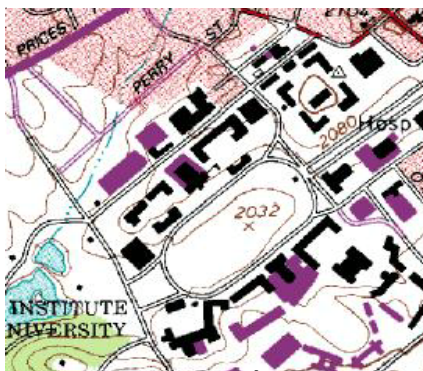 PRICES
PERRY ST
2080
Hosp
2032
INSTITUTE
NIVERSITY